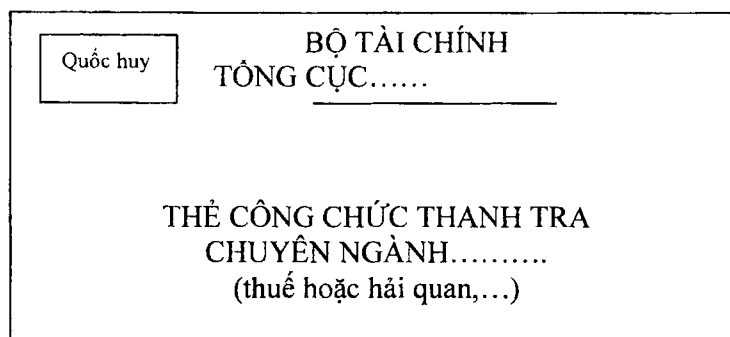 Quốc huy
BỘ TÀI CHÍNH
TỔNG CỤC......
THẺ CÔNG CHỨC THANH TRA
CHUYÊN NGÀNH..........
(thuế hoặc hải quan,...)